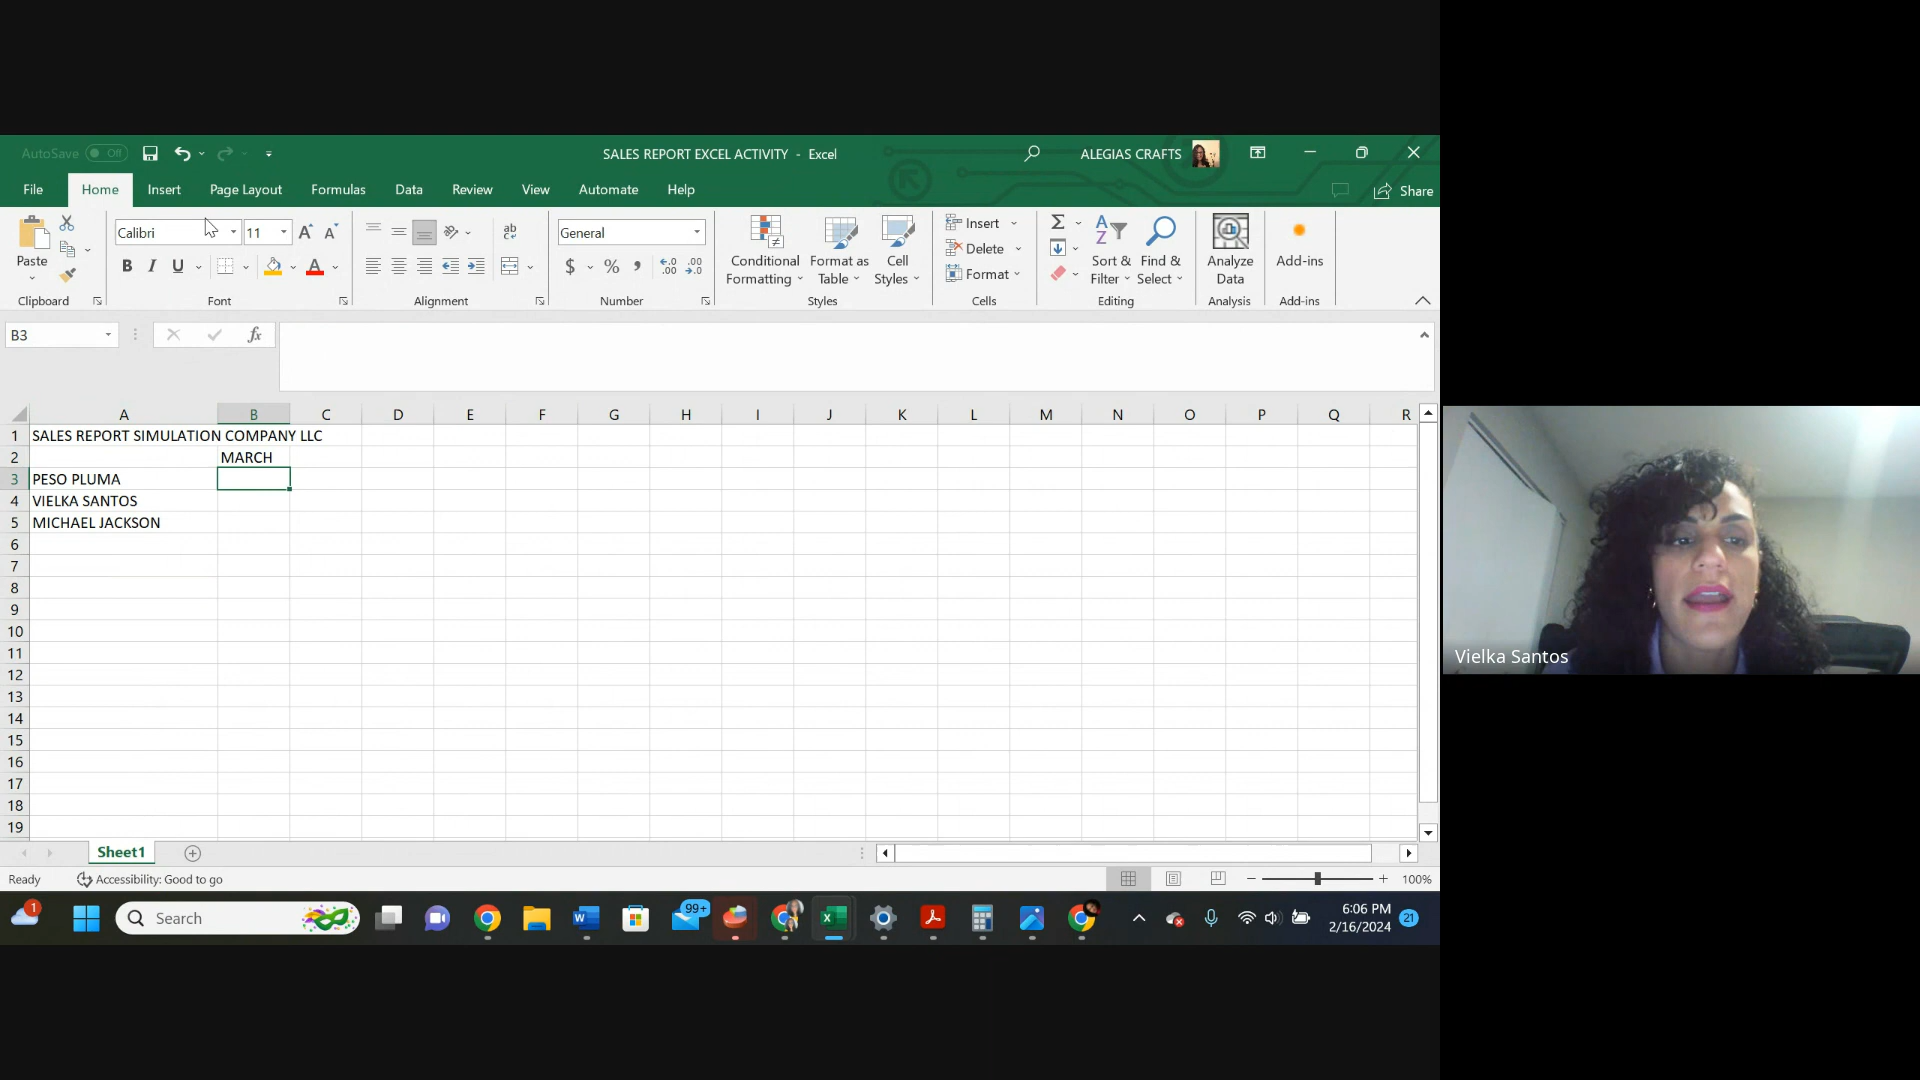 AutoSave Off
SALES REPORT EXCEL ACTIVITY - Excel
ALEGIAS CRAFTS
File Home Insert Page Layout Formulas Data Review View Automate Help
Share
Paste
Clipboard
Calibri 11
B I U A
Font
ab
Alignment
General
$ % ,
Number
Conditional Formatting
Format as Table
Cell Styles
Styles
Insert
Delete
Format
Cells
Sort & Filter
Find & Select
Editing
Analyze Data
Analysis
Add-ins
Add-ins
B3
fx
A B C D E F G H I J K L M N O P Q R
1 SALES REPORT SIMULATION COMPANY LLC
2 MARCH
3 PESO PLUMA
4 VIELKA SANTOS
5 MICHAEL JACKSON
6
7
8
9
10
11
12
13
14
15
16
17
18
19
Sheet1
Ready
Accessibility: Good to go
100%
1
Search
99+
6:06 PM
2/16/2024
21
Vielka Santos